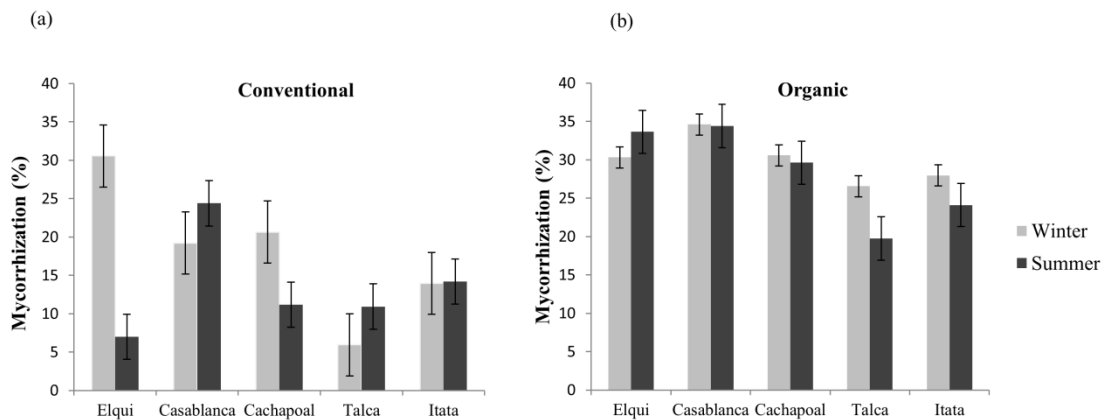 (a)
Conventional
Mycorrhization (%)
40
35
30
25
20
15
10
5
0
Elqui Casablanca Cachapoal Talca Itata
(b)
Organic
Mycorrhization (%)
40
35
30
25
20
15
10
5
0
Elqui Casablanca Cachapoal Talca Itata
Winter
Summer